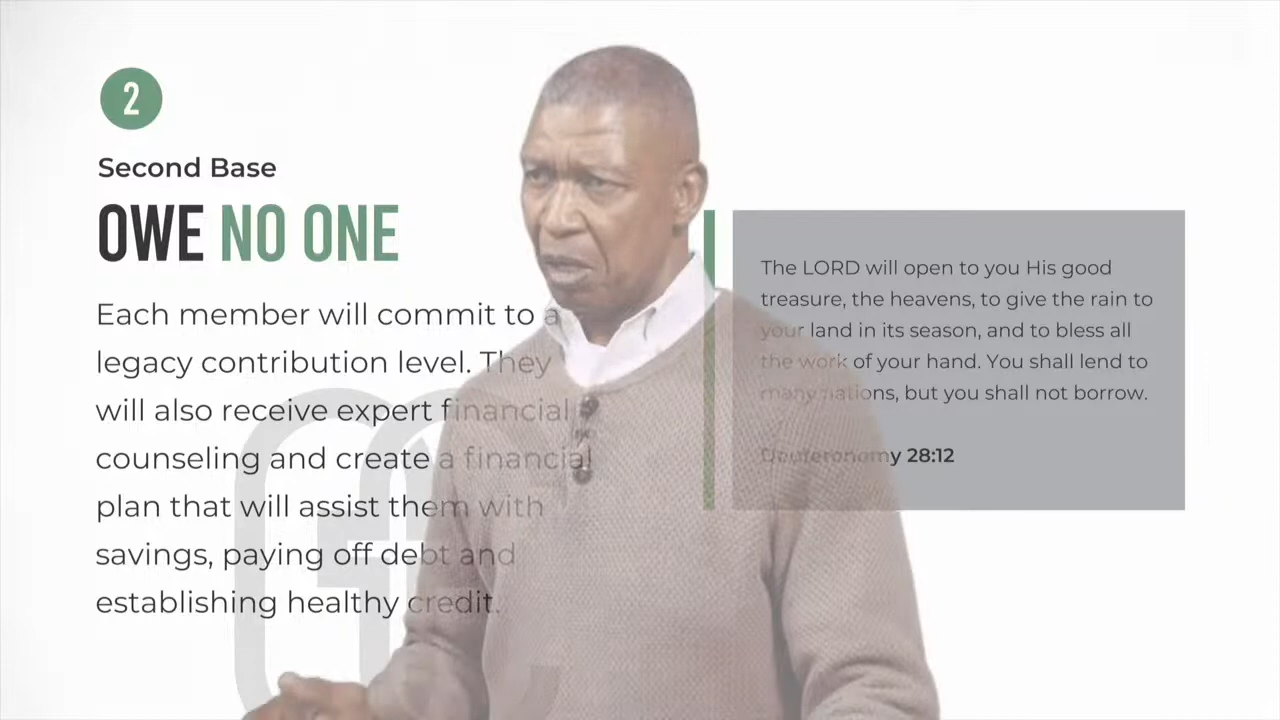 2
Second Base
OWE NO ONE
Each member will commit to a
legacy contribution level. They
will also receive expert financial
counseling and create a financial
plan that will assist them with
savings, paying off debt and
establishing healthy credit.
The LORD will open to you His good
treasure, the heavens, to give the rain to
your land in its season, and to bless all
the work of your hand. You shall lend to
many nations, but you shall not borrow.
Deuteronomy 28:12